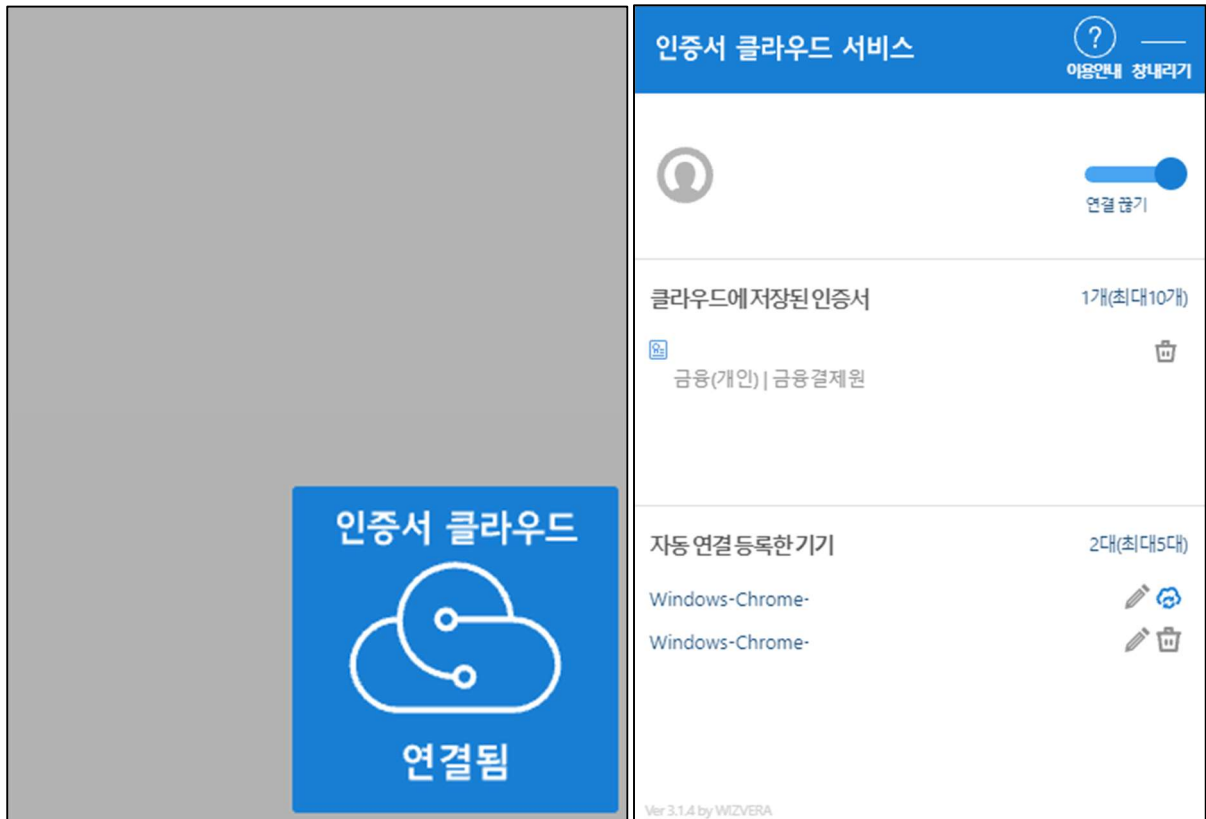 인증서 클라우드
연결됨
인증서 클라우드 서비스
?
이용안내 창내리기
연결 끊기
클라우드에 저장된 인증서 1개(최대10개)
금융(개인) | 금융결제원
자동 연결 등록한 기기 2대(최대5대)
Windows-Chrome-
Windows-Chrome-
Ver 3.1.4 by WIZVERA